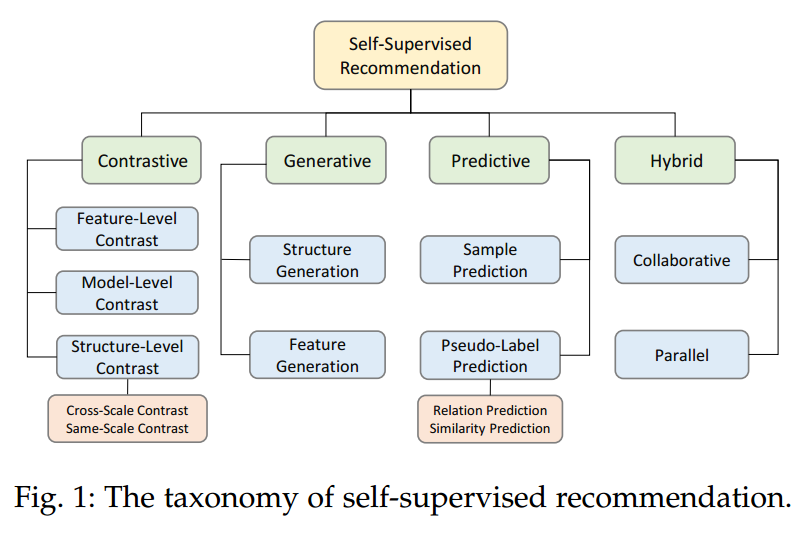 Self-Supervised
Recommendation
Contrastive
Generative
Predictive
Hybrid
Feature-Level
Contrast
Model-Level
Contrast
Structure-Level
Contrast
Cross-Scale Contrast
Same-Scale Contrast
Structure
Generation
Feature
Generation
Sample
Prediction
Pseudo-Label
Prediction
Relation Prediction
Similarity Prediction
Collaborative
Parallel
Fig. 1: The taxonomy of self-supervised recommendation.